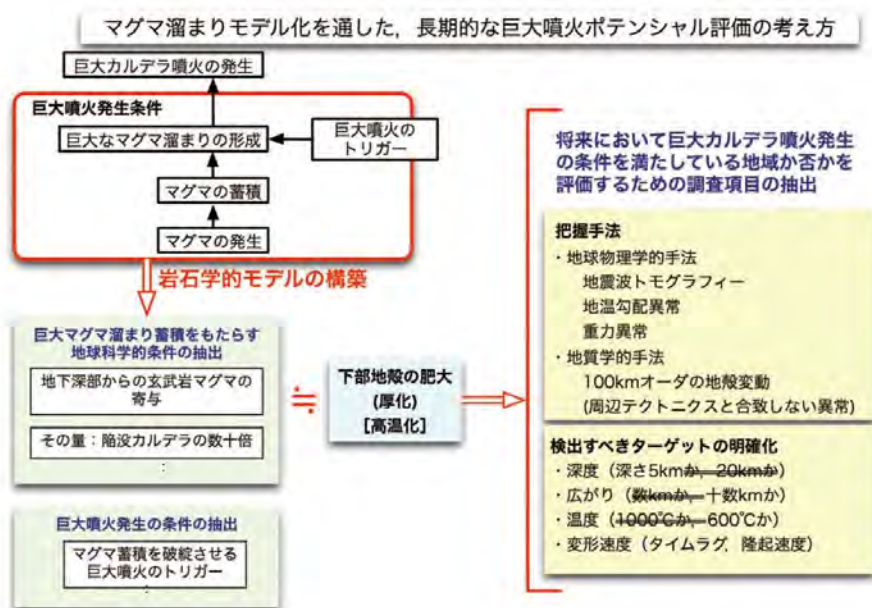 マグマ溜まりモデル化を通した，長期的な巨大噴火ポテンシャル評価の考え方
巨大カルデラ噴火の発生
巨大噴火発生条件
巨大なマグマ溜まりの形成
巨大噴火の
トリガー
マグマの蓄積
マグマの発生
岩石学的モデルの構築
巨大マグマ溜まり蓄積をもたらす
地球科学的条件の抽出
地下深部からの玄武岩マグマの
寄与
その量：陥没カルデラの数十倍
：
巨大噴火発生の条件の抽出
マグマ蓄積を破綻させる
巨大噴火のトリガー
：
≒
下部地殻の肥大
(厚化)
[高温化]
将来において巨大カルデラ噴火発生
の条件を満たしている地域か否かを
評価するための調査項目の抽出
把握手法
・地球物理学的手法
地震波トモグラフィー
地温勾配異常
重力異常
・地質学的手法
100kmオーダの地殻変動
(周辺テクトニクスと合致しない異常)
検出すべきターゲットの明確化
・深度（深さ5kmか，20kmか）
・広がり（数kmか，十数kmか）
・温度（1000℃か，600℃か）
・変形速度（タイムラグ，隆起速度）